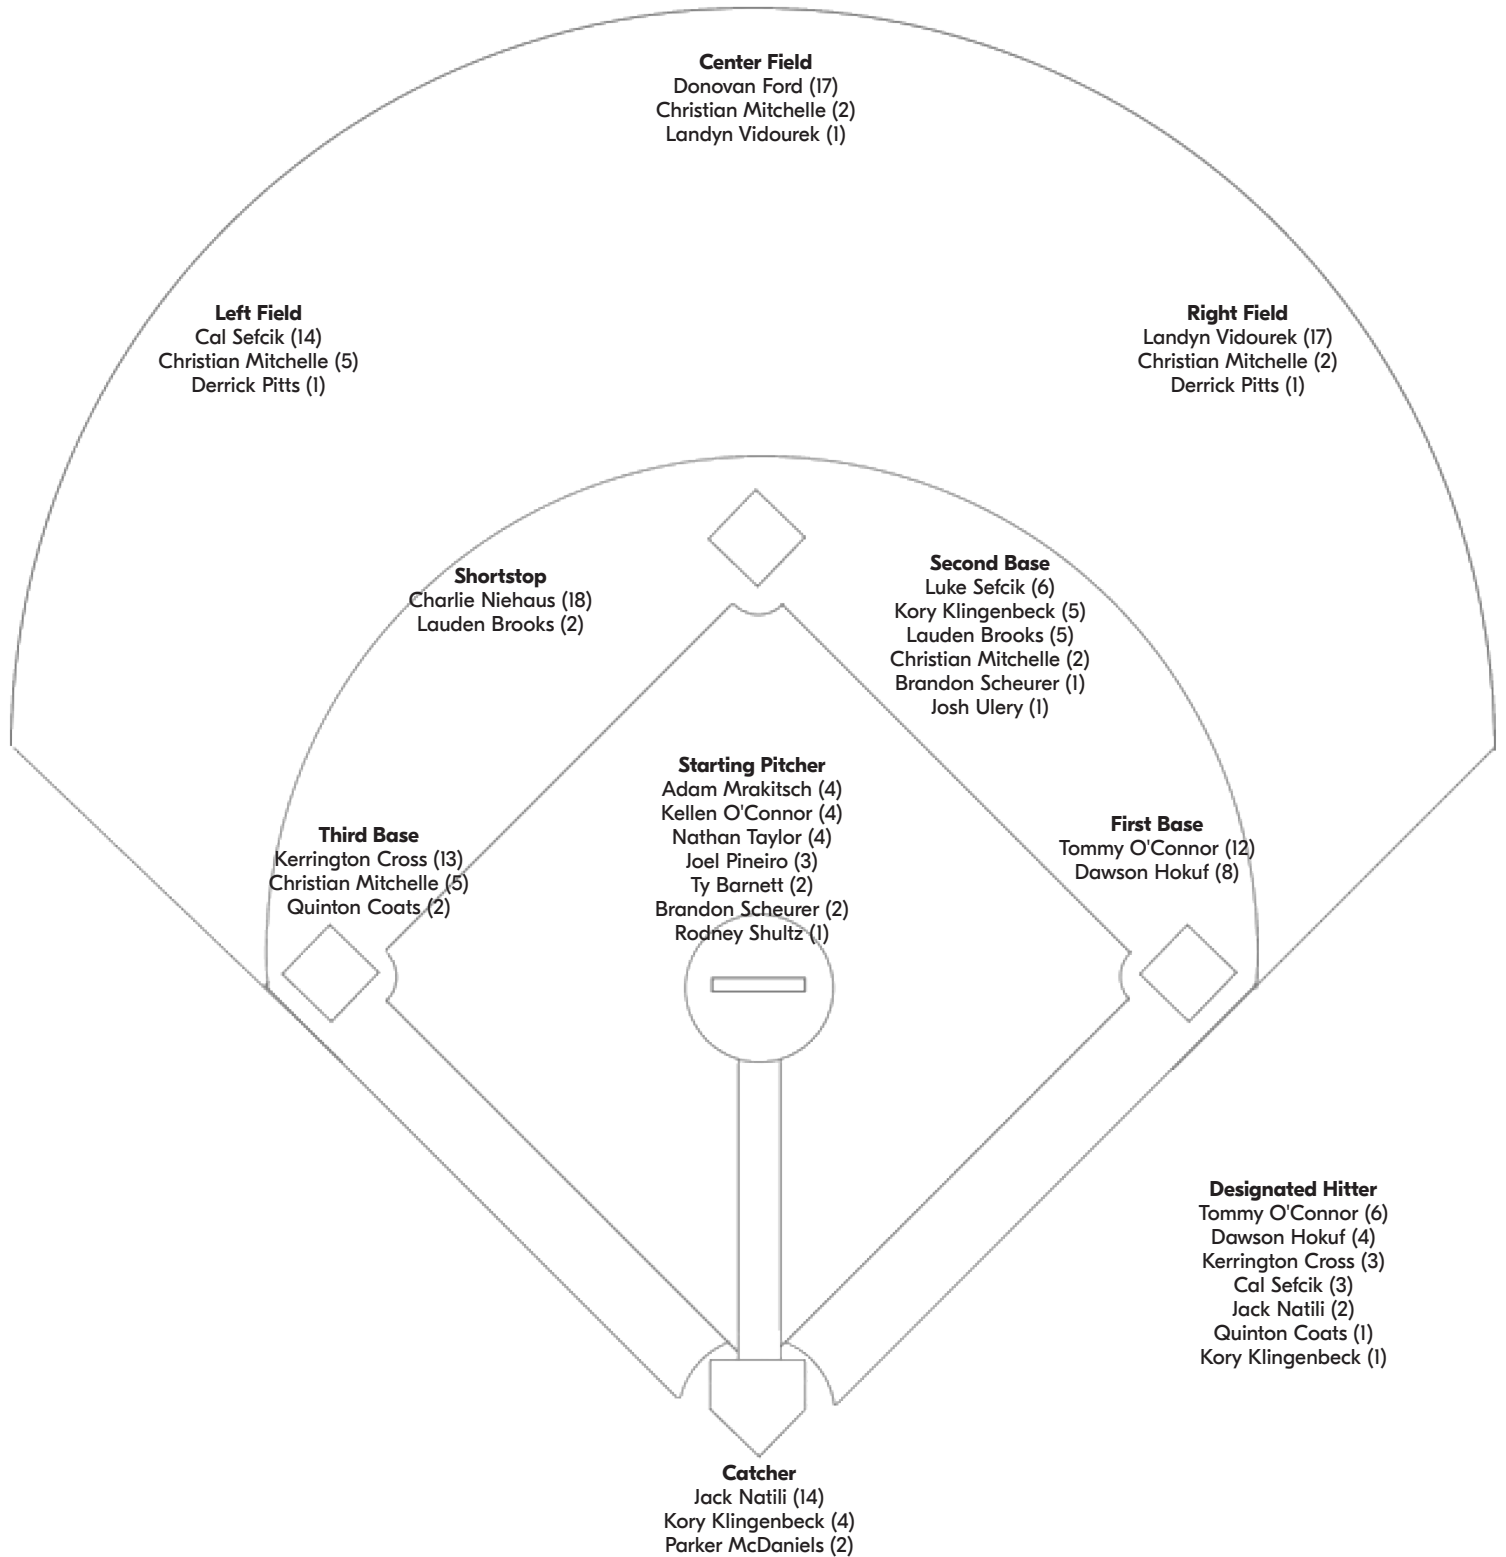 Center Field
Donovan Ford (17)
Christian Mitchelle (2)
Landyn Vidourek (1)
Left Field
Cal Sefcik (14)
Christian Mitchelle (5)
Derrick Pitts (1)
Right Field
Landyn Vidourek (17)
Christian Mitchelle (2)
Derrick Pitts (1)
Shortstop
Charlie Niehaus (18)
Lauden Brooks (2)
Second Base
Luke Sefcik (6)
Kory Klingenbeck (5)
Lauden Brooks (5)
Christian Mitchelle (2)
Brandon Scheurer (1)
Josh Ulery (1)
Starting Pitcher
Adam Mrakitsch (4)
Kellen O'Connor (4)
Nathan Taylor (4)
Joel Pineiro (3)
Ty Barnett (2)
Brandon Scheurer (2)
Rodney Shultz (1)
Third Base
Kerrington Cross (13)
Christian Mitchelle (5)
Quinton Coats (2)
First Base
Tommy O'Connor (12)
Dawson Hokuf (8)
Designated Hitter
Tommy O'Connor (6)
Dawson Hokuf (4)
Kerrington Cross (3)
Cal Sefcik (3)
Jack Natili (2)
Quinton Coats (1)
Kory Klingenbeck (1)
Catcher
Jack Natili (14)
Kory Klingenbeck (4)
Parker McDaniels (2)